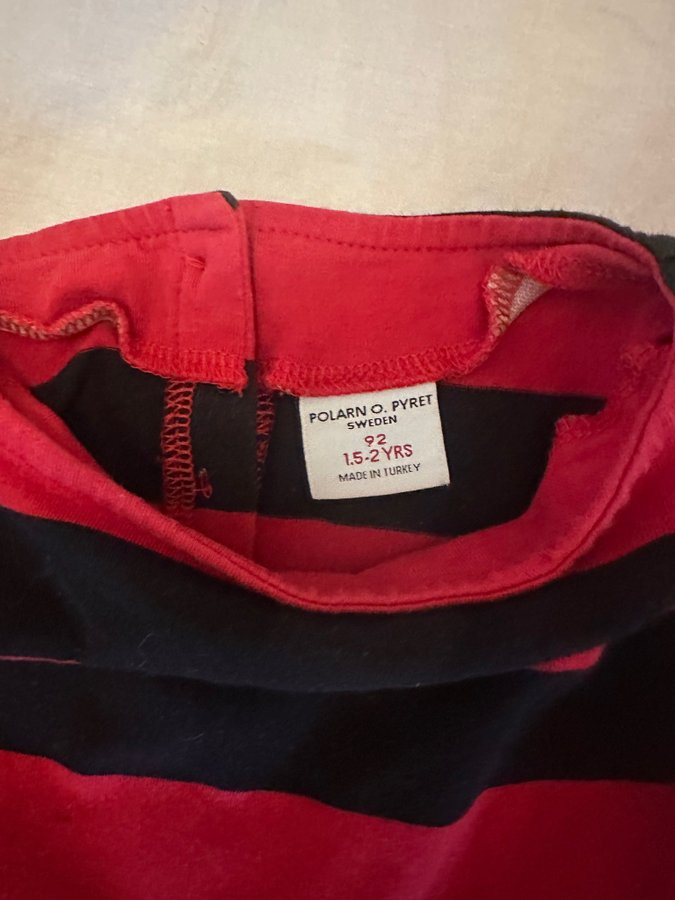 POLARN O. PYRET
SWEDEN
92
1.5-2 YRS
MADE IN TURKEY